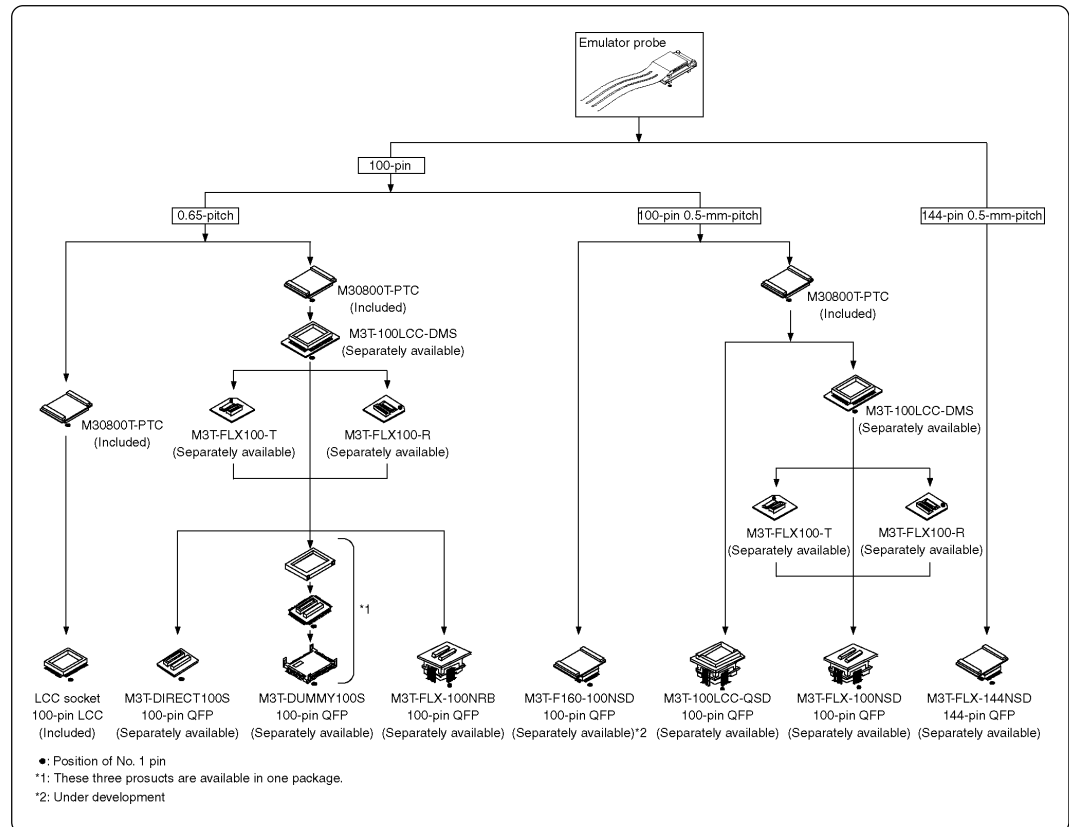 Emulator probe
100-pin
0.65-pitch
100-pin 0.5-mm-pitch
144-pin 0.5-mm-pitch
M30800T-PTC
(Included)
M3T-100LCC-DMS
(Separately available)
M30800T-PTC
(Included)
M3T-FLX100-T
(Separately available)
M3T-FLX100-R
(Separately available)
M30800T-PTC
(Included)
M3T-100LCC-DMS
(Separately available)
M3T-FLX100-T
(Separately available)
M3T-FLX100-R
(Separately available)
*1
LCC socket
100-pin LCC
(Included)
M3T-DIRECT100S
100-pin QFP
(Separately available)
M3T-DUMMY100S
100-pin QFP
(Separately available)
M3T-FLX-100NRB
100-pin QFP
(Separately available)
M3T-F160-100NSD
100-pin QFP
(Separately available)*2
M3T-100LCC-QSD
100-pin QFP
(Separately available)
M3T-FLX-100NSD
100-pin QFP
(Separately available)
M3T-FLX-144NSD
144-pin QFP
(Separately available)
●: Position of No. 1 pin
*1: These three prosucts are available in one package.
*2: Under development